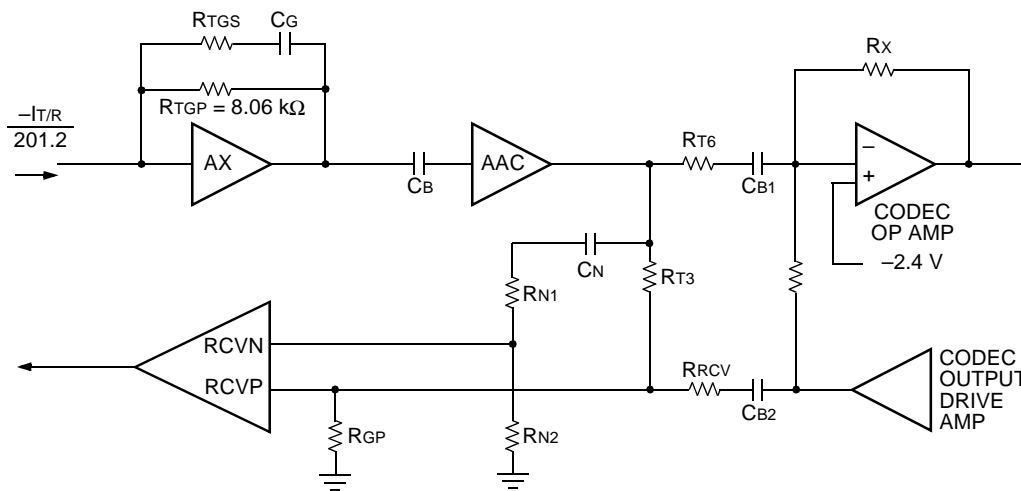 RTGS
CG
RX
RTGP = 8.06 kΩ
–IT/R
201.2
AX
CB
AAC
RT6
CB1
–
+
CODEC
OP AMP
–2.4 V
CN
RN1
RT3
RCVN
RCVP
RRCV
CB2
RGP
RN2
CODEC
OUTPUT
DRIVE
AMP